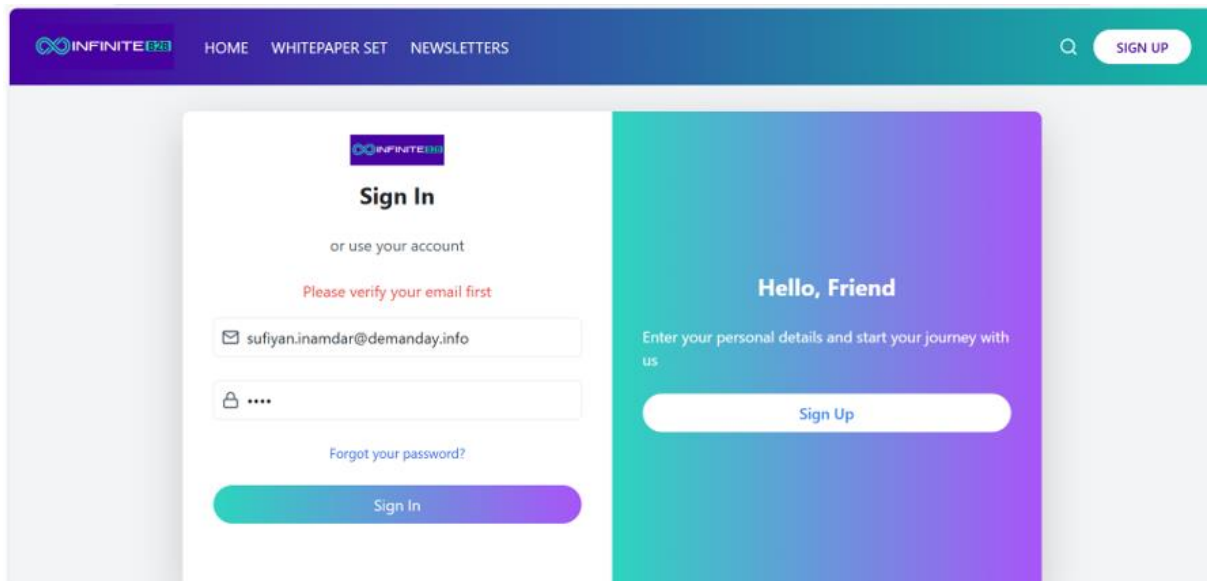 INFINITE B2B
HOME
WHITEPAPER SET
NEWSLETTERS
SIGN UP
INFINITE B2B
Sign In
or use your account
Please verify your email first
sufiyan.inamdar@demanday.info
••••
Forgot your password?
Sign In
Hello, Friend
Enter your personal details and start your journey with
us
Sign Up